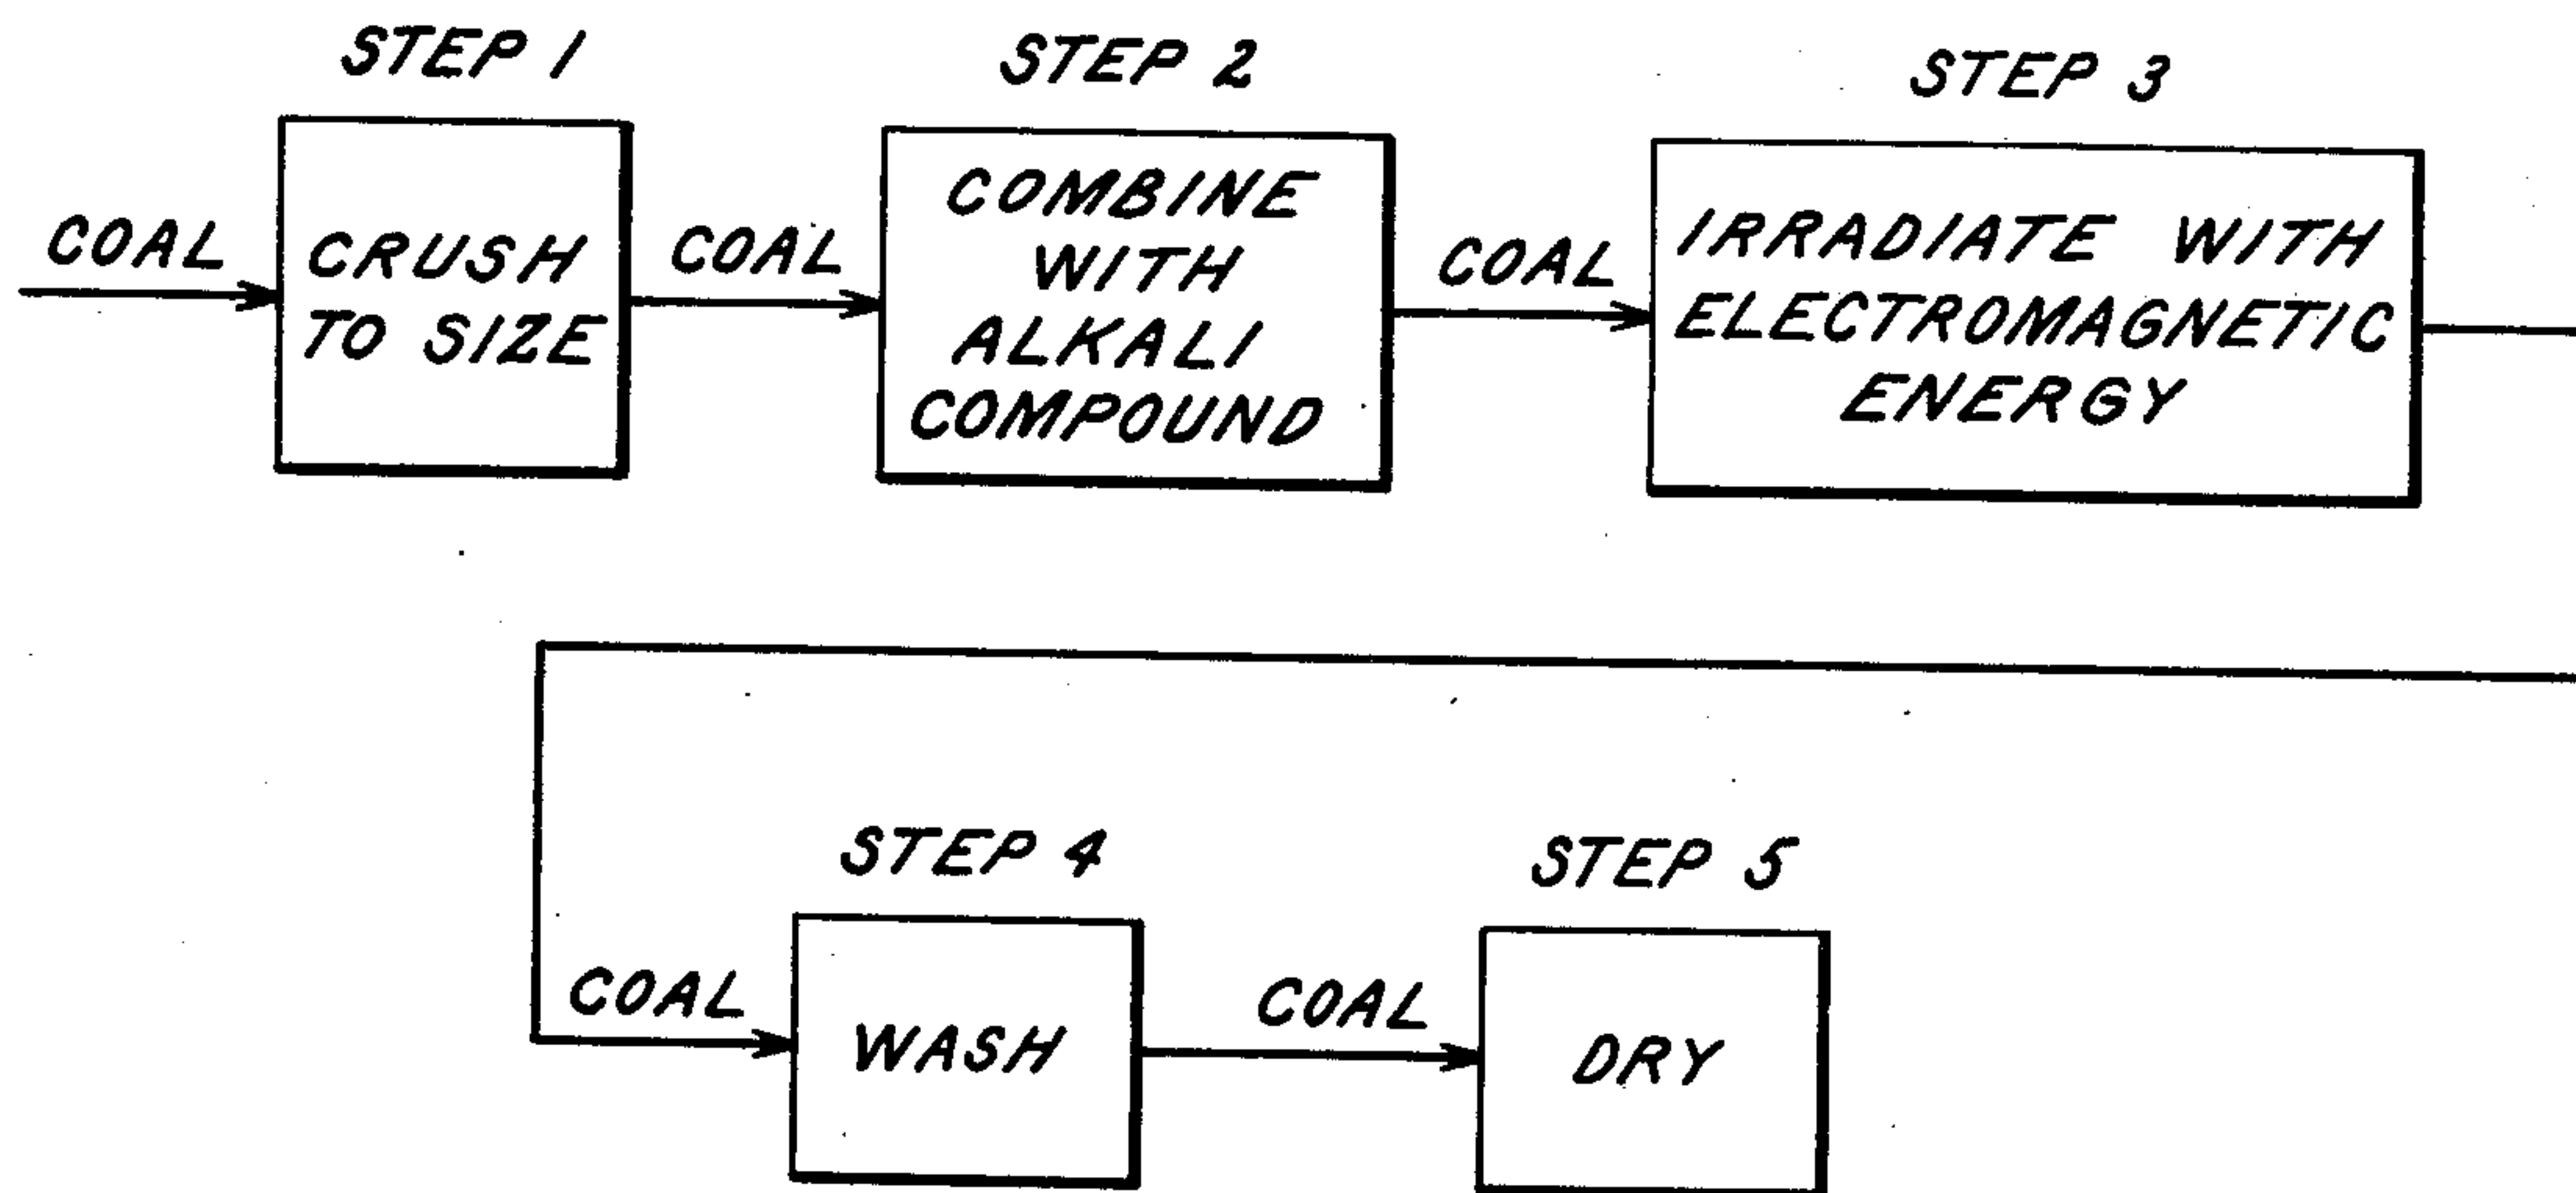 STEP 1
COAL
CRUSH
TO SIZE
STEP 2
COAL
COMBINE
WITH
ALKALI
COMPOUND
STEP 3
COAL
IRRADIATE WITH
ELECTROMAGNETIC
ENERGY
STEP 4
COAL
WASH
STEP 5
COAL
DRY